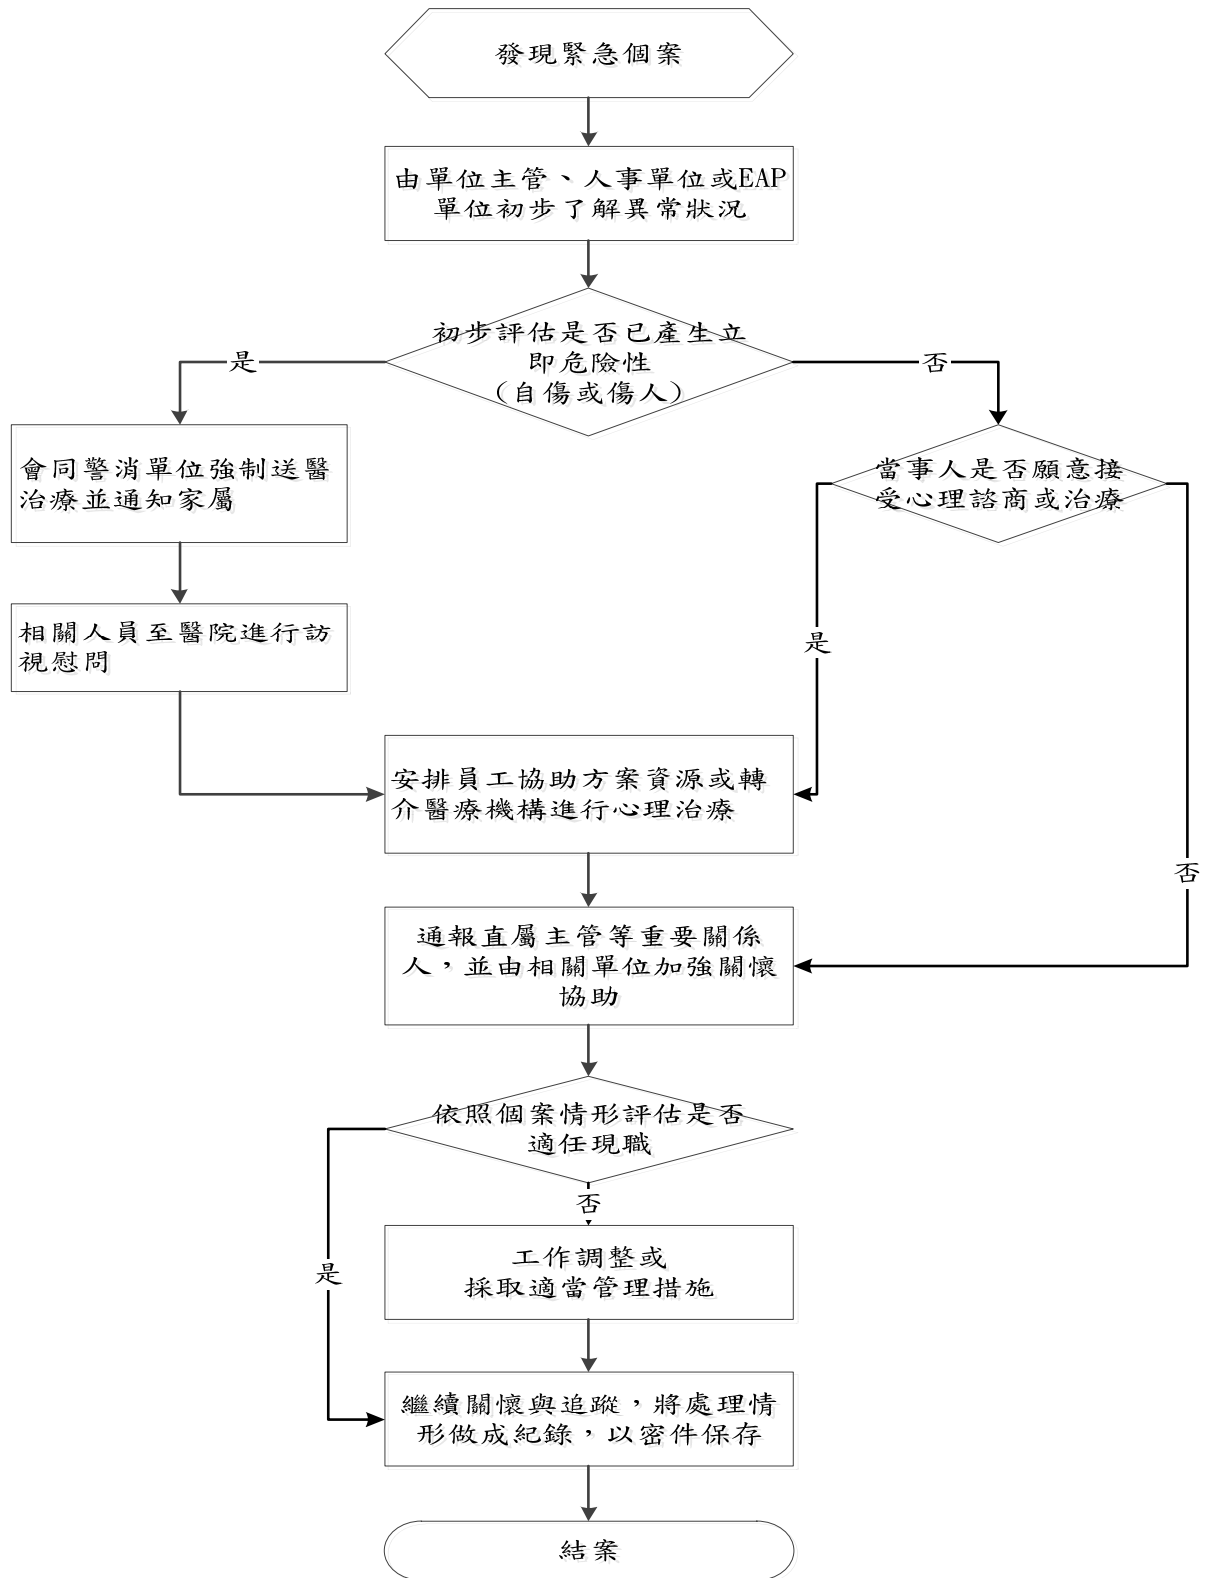 發現緊急個案
由單位主管、人事單位或EAP
單位初步了解異常狀況
初步評估是否已產生立
即危險性
（自傷或傷人）
是
否
會同警消單位強制送醫
治療並通知家屬
當事人是否願意接
受心理諮商或治療
相關人員至醫院進行訪
視慰問
是
安排員工協助方案資源或轉
介醫療機構進行心理治療
否
通報直屬主管等重要關係
人，並由相關單位加強關懷
協助
依照個案情形評估是否
適任現職
否
是
工作調整或
採取適當管理措施
繼續關懷與追蹤，將處理情
形做成紀錄，以密件保存
結案